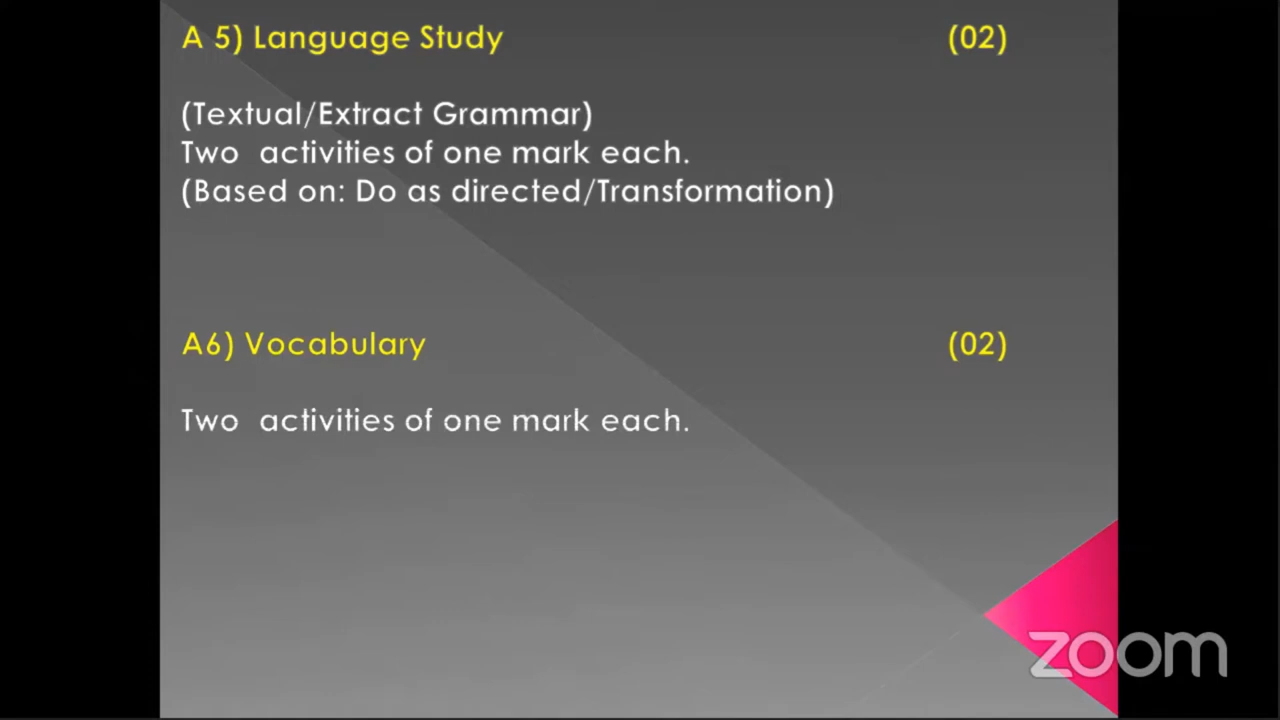 A 5) Language Study (02)
(Textual/Extract Grammar)
Two activities of one mark each.
(Based on: Do as directed/Transformation)
A6) Vocabulary (02)
Two activities of one mark each.
zoom